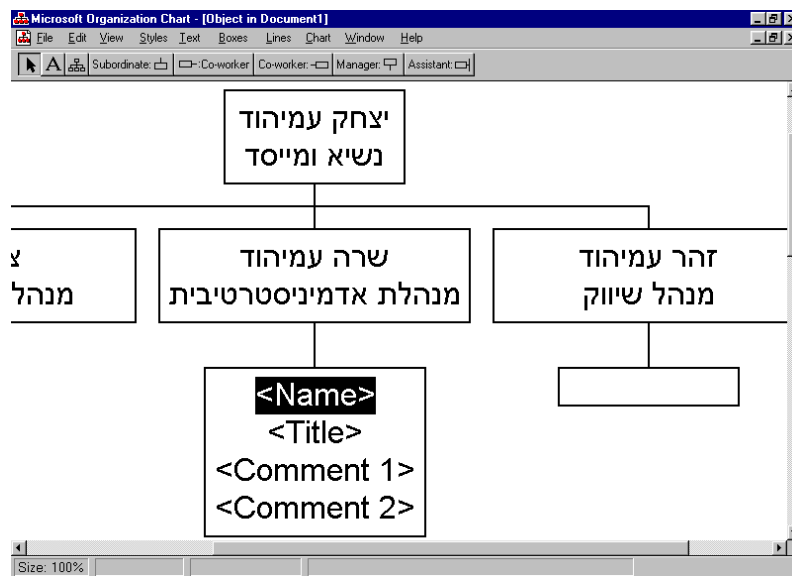 Microsoft Organization Chart - [Object in Document1]
File Edit View Styles Text Boxes Lines Chart Window Help
A Subordinate: Co-worker Co-worker: Manager: Assistant:
יצחק עמיהוד
נשיא ומייסד
זהר עמיהוד
מנהל שיווק
שרה עמיהוד
מנהלת אדמיניסטרטיבית
מנהל
<Name>
<Title>
<Comment 1>
<Comment 2>
Size: 100%